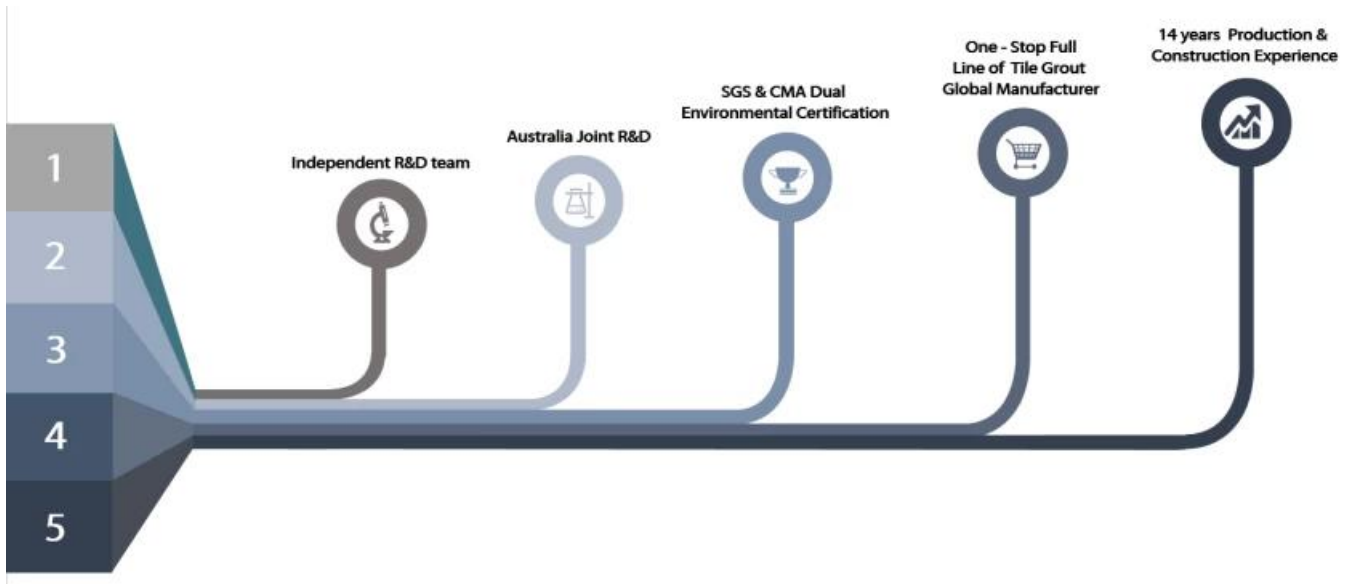 1
2
3
4
5
Independent R&D team
Australia Joint R&D
SGS & CMA Dual
Environmental Certification
One - Stop Full
Line of Tile Grout
Global Manufacturer
14 years Production &
Construction Experience